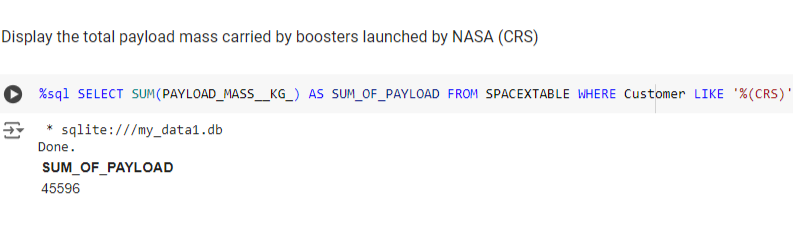 Display the total payload mass carried by boosters launched by NASA (CRS)
%sql SELECT SUM(PAYLOAD_MASS__KG_) AS SUM_OF_PAYLOAD FROM SPACEXTABLE WHERE Customer LIKE '%(CRS)'
* sqlite:///my_data1.db
Done.
SUM_OF_PAYLOAD
45596